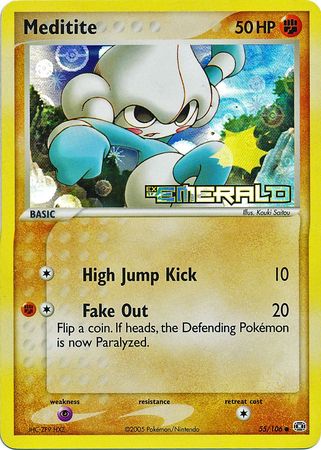 Meditite
50 HP
EX
EMERALD
Illus. Kouki Saitou
BASIC
High Jump Kick 10
Fake Out 20
Flip a coin. If heads, the Defending Pokémon
is now Paralyzed.
weakness resistance retreat cost
©2005 Pokémon/Nintendo
55/106